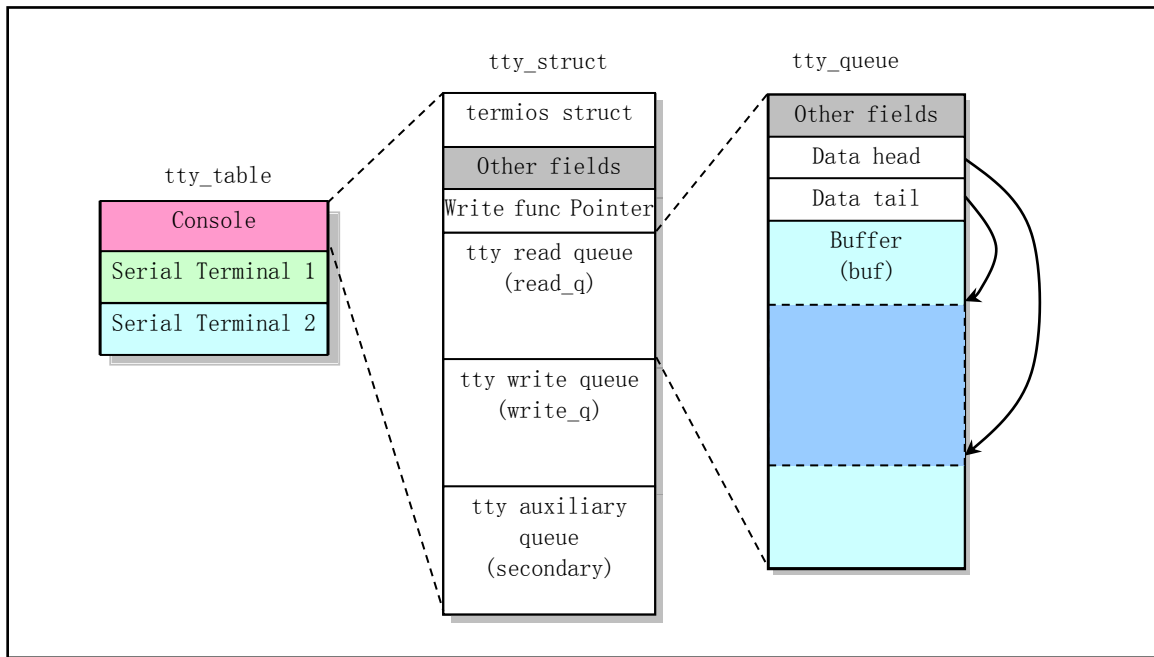 tty_table
Console
Serial Terminal 1
Serial Terminal 2
tty_struct
termios struct
Other fields
Write func Pointer
tty read queue
(read_q)
tty write queue
(write_q)
tty auxiliary
queue
(secondary)
tty_queue
Other fields
Data head
Data tail
Buffer
(buf)